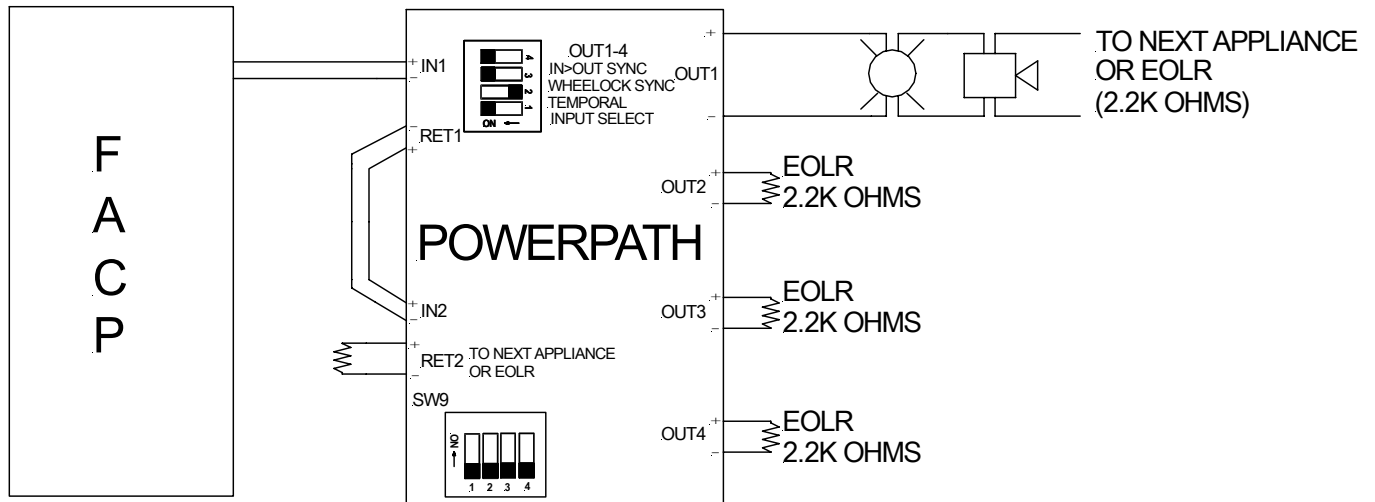 F
A
C
P
+
-
IN1
-
+
RET1
+
-
IN2
+
-
RET2
TO NEXT APPLIANCE
OR EOLR
SW9
NO
1 2 3 4
4
3
2
1
ON
OUT1-4
IN>OUT SYNC
WHEELOCK SYNC
TEMPORAL
INPUT SELECT
POWERPATH
OUT1
+
-
TO NEXT APPLIANCE
OR EOLR
(2.2K OHMS)
OUT2
+
-
EOLR
2.2K OHMS
OUT3
+
-
EOLR
2.2K OHMS
OUT4
+
-
EOLR
2.2K OHMS